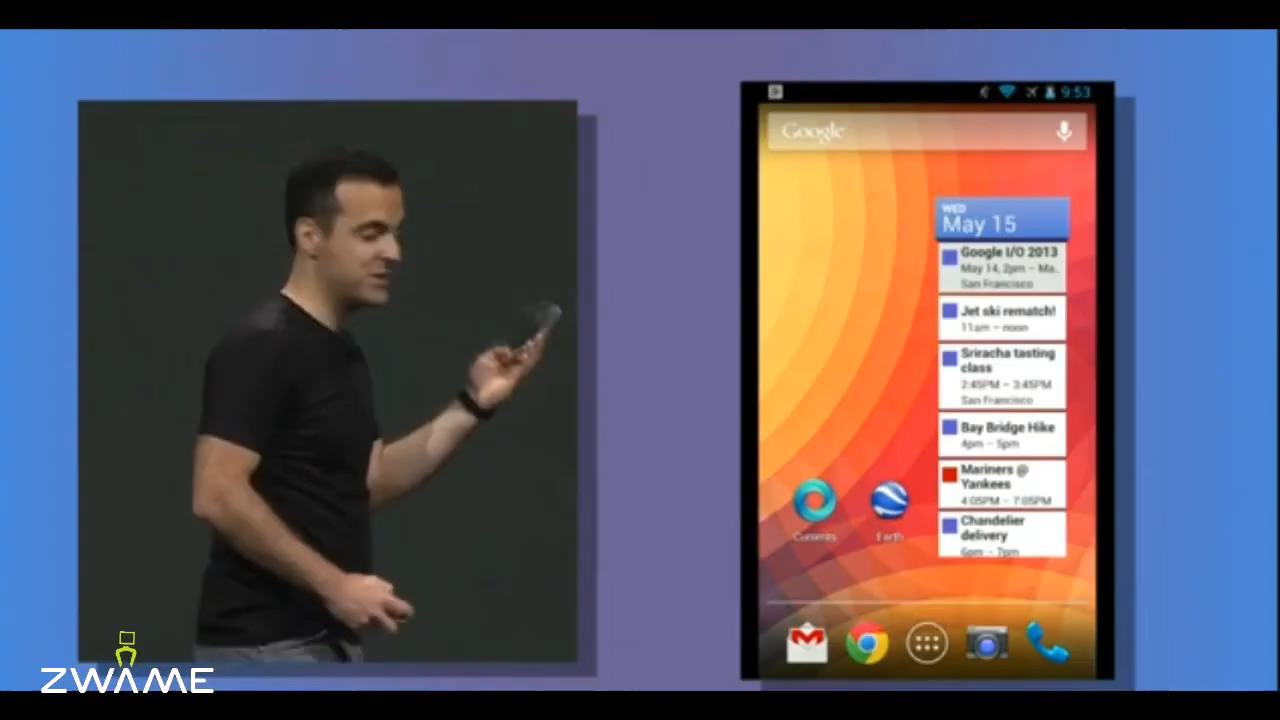 9:53
Google
WED
May 15
Google I/O 2013
May 14, 2pm – Ma..
San Francisco
Jet ski rematch!
11am – noon
Sriracha tasting
class
2:45PM – 3:45PM
San Francisco
Bay Bridge Hike
4pm – 5pm
Mariners @
Yankees
4:05PM – 7:05PM
Chandelier
delivery
6pm – 7pm
Currents
Earth
ZWAME